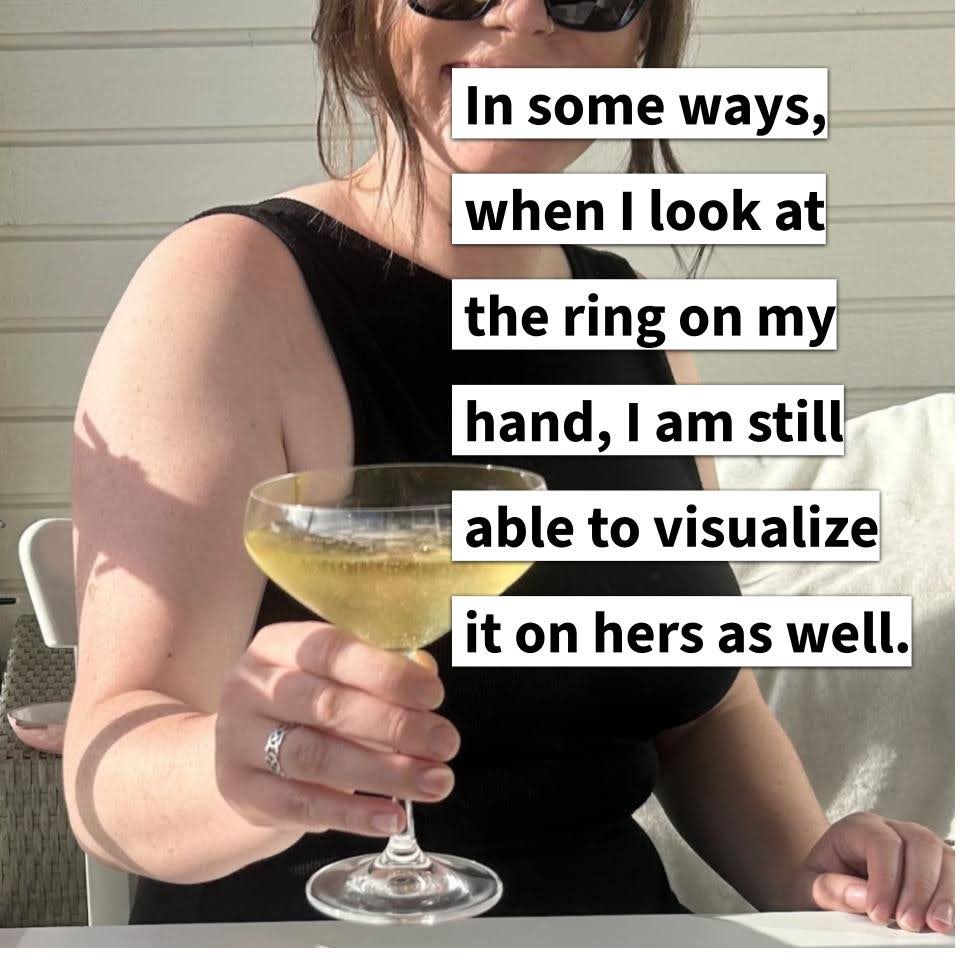 In some ways,
when I look at
the ring on my
hand, I am still
able to visualize
it on hers as well.